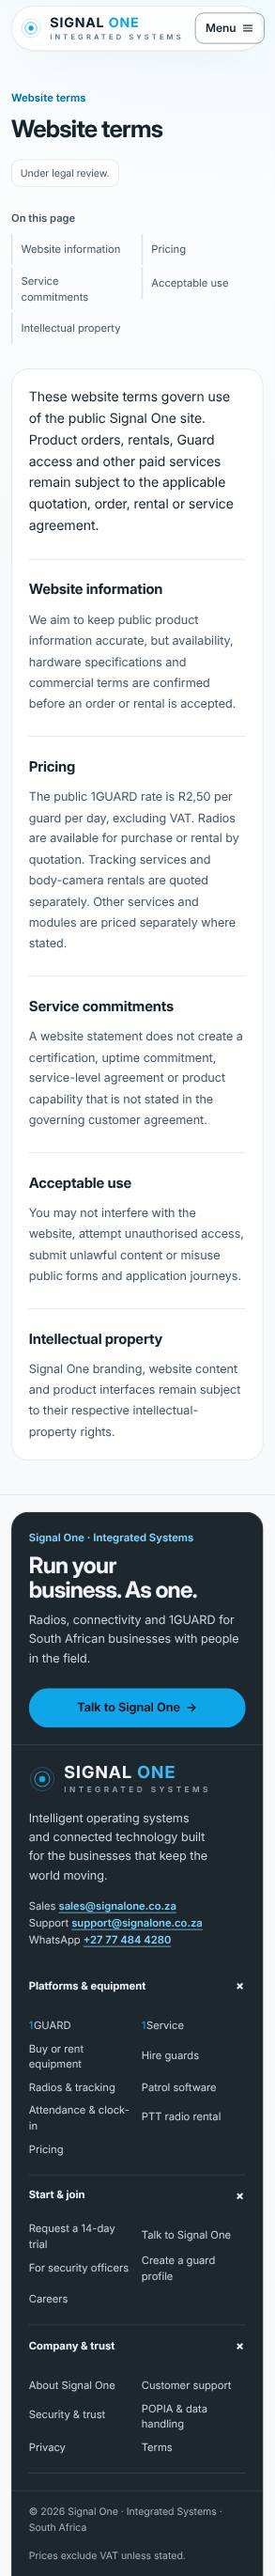 SIGNAL ONE
INTEGRATED SYSTEMS
Menu
Website terms
Website terms
Under legal review.
On this page
Website information
Pricing
Service
commitments
Acceptable use
Intellectual property
These website terms govern use
of the public Signal One site.
Product orders, rentals, Guard
access and other paid services
remain subject to the applicable
quotation, order, rental or service
agreement.
Website information
We aim to keep public product
information accurate, but availability,
hardware specifications and
commercial terms are confirmed
before an order or rental is accepted.
Pricing
The public 1GUARD rate is R2,50 per
guard per day, excluding VAT. Radios
are available for purchase or rental by
quotation. Tracking services and
body-camera rentals are quoted
separately. Other services and
modules are priced separately where
stated.
Service commitments
A website statement does not create a
certification, uptime commitment,
service-level agreement or product
capability that is not stated in the
governing customer agreement.
Acceptable use
You may not interfere with the
website, attempt unauthorised access,
submit unlawful content or misuse
public forms and application journeys.
Intellectual property
Signal One branding, website content
and product interfaces remain subject
to their respective intellectual-
property rights.
Signal One · Integrated Systems
Run your
business. As one.
Radios, connectivity and 1GUARD for
South African businesses with people
in the field.
Talk to Signal One →
SIGNAL ONE
INTEGRATED SYSTEMS
Intelligent operating systems
and connected technology built
for the businesses that keep the
world moving.
Sales sales@signalone.co.za
Support support@signalone.co.za
WhatsApp +27 77 484 4280
Platforms & equipment ×
1GUARD
1Service
Buy or rent
equipment
Hire guards
Radios & tracking
Patrol software
Attendance & clock-
in
PTT radio rental
Pricing
Start & join ×
Request a 14-day
trial
Talk to Signal One
For security officers
Create a guard
profile
Careers
Company & trust ×
About Signal One
Customer support
Security & trust
POPIA & data
handling
Privacy
Terms
© 2026 Signal One · Integrated Systems ·
South Africa
Prices exclude VAT unless stated.